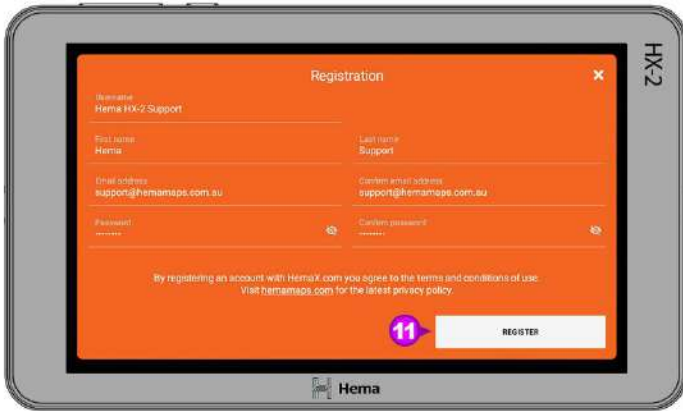 HX-2
Registration
Username
Hema HX-2 Support
First name
Hema
Last name
Support
Email address
support@hemamaps.com.au
Confirm email address
support@hemamaps.com.au
Password
--------
Confirm password
--------
By registering an account with HemaX.com you agree to the terms and conditions of use.
Visit hemamaps.com for the latest privacy policy.
11
REGISTER
Hema